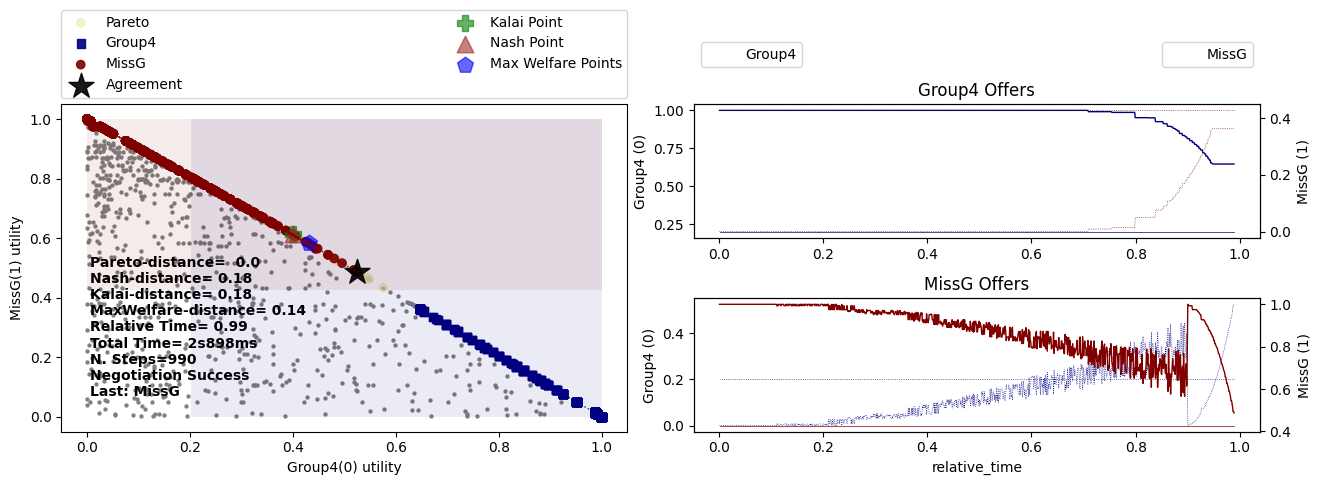 Pareto
Group4
MissG
Agreement
Kalai Point
Nash Point
Max Welfare Points
MissG(1) utility
1.0
0.8
0.6
0.4
0.2
0.0
Pareto-distance=  0.0
Nash-distance= 0.18
Kalai-distance= 0.18
MaxWelfare-distance= 0.14
Relative Time= 0.99
Total Time= 2s898ms
N. Steps=990
Negotiation Success
Last: MissG
0.0 0.2 0.4 0.6 0.8 1.0
Group4(0) utility
Group4
MissG
Group4 Offers
Group4 (0)
1.00
0.75
0.50
0.25
0.4
0.2
0.0
MissG (1)
0.0 0.2 0.4 0.6 0.8 1.0
MissG Offers
Group4 (0)
0.4
0.2
0.0
1.0
0.8
0.6
0.4
MissG (1)
0.0 0.2 0.4 0.6 0.8 1.0
relative_time